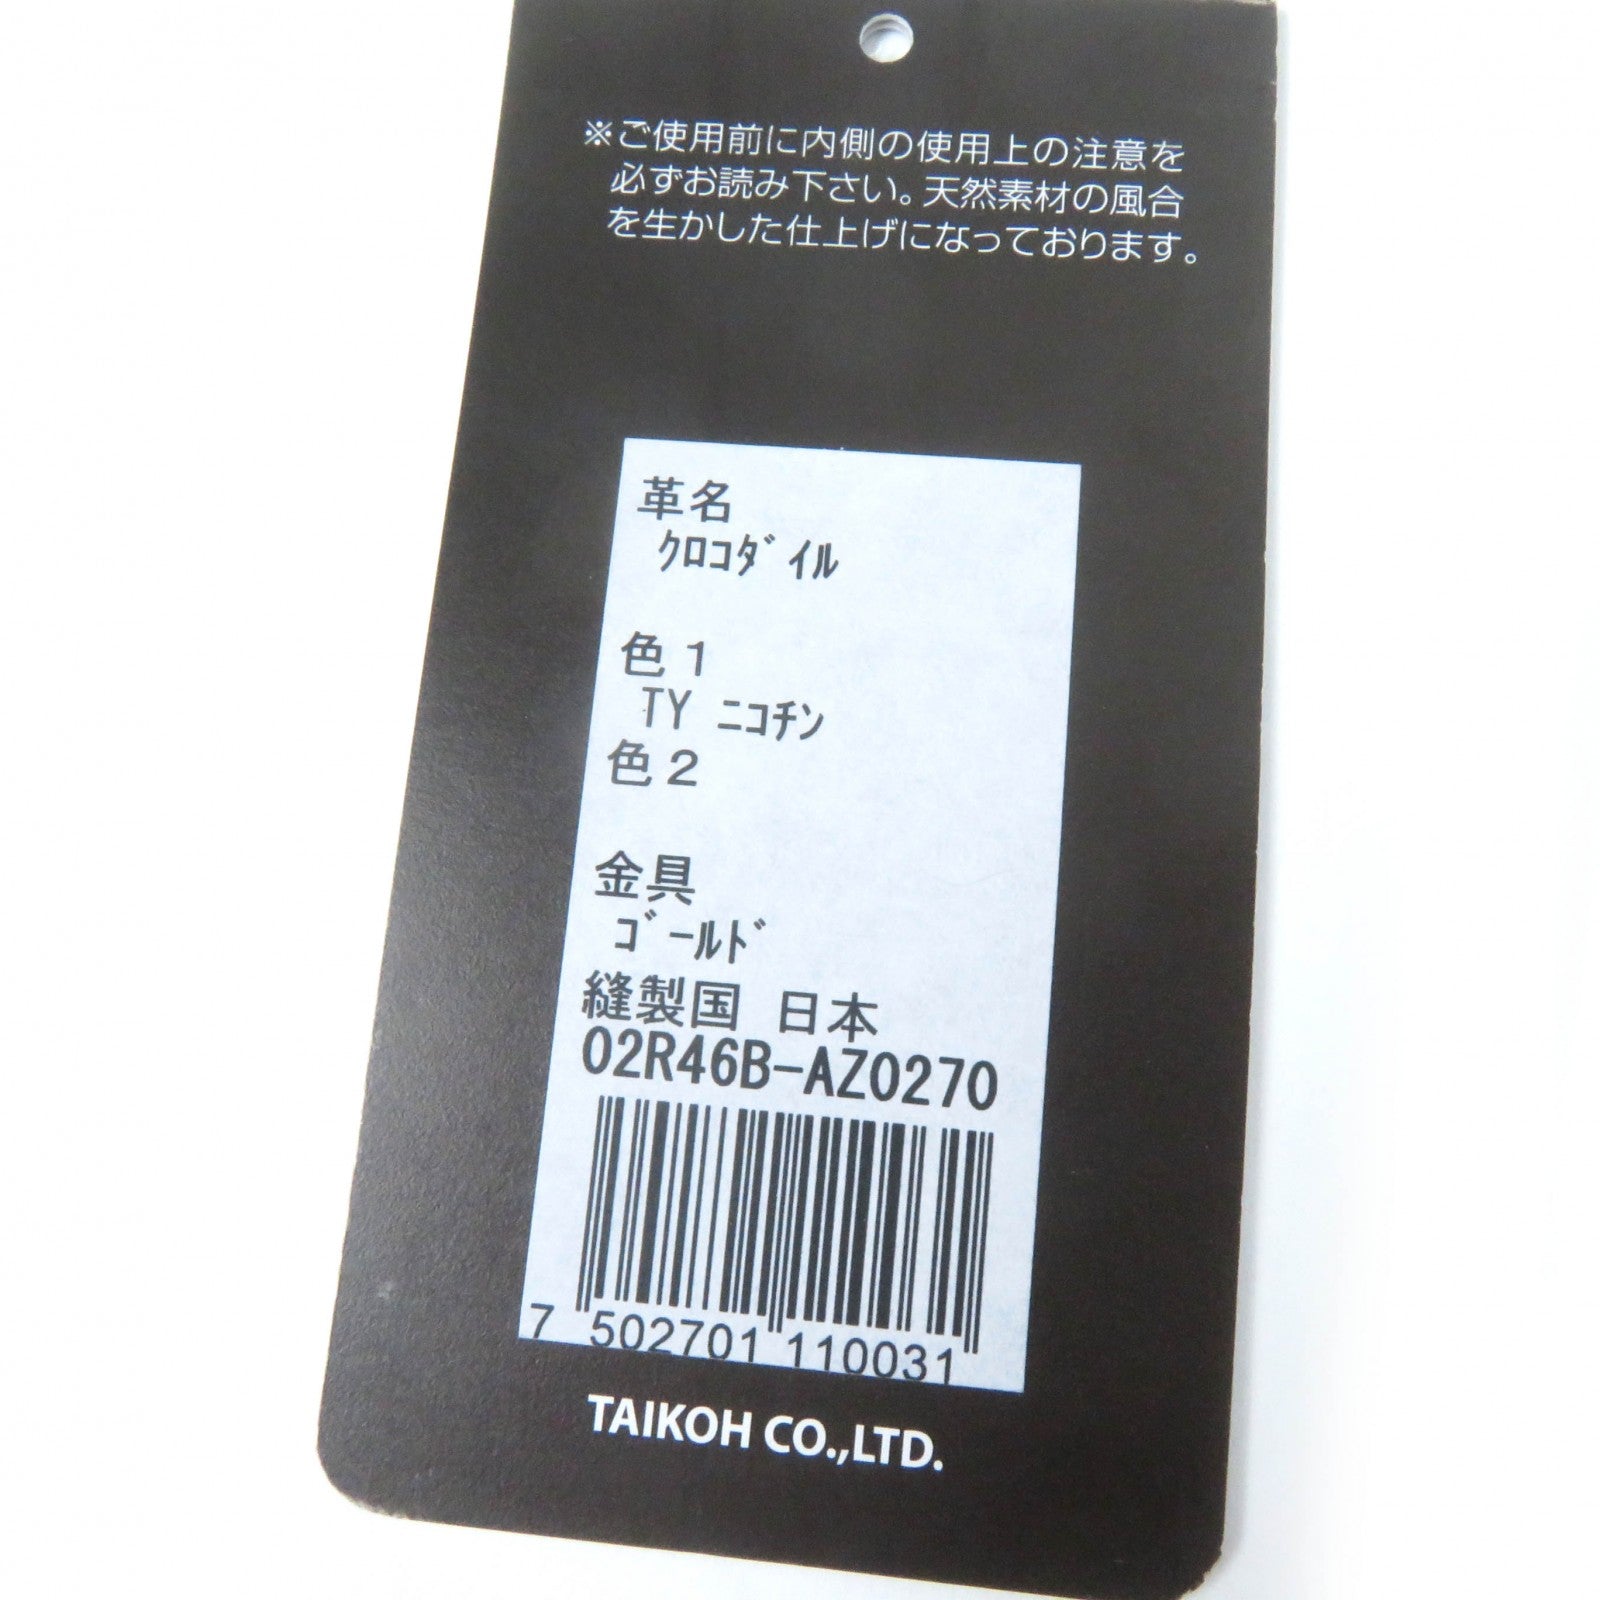 ※ご使用前に内側の使用上の注意を
必ずお読み下さい。天然素材の風合
を生かした仕上げになっております。
革名
ｸﾛｺﾀﾞｲﾙ
色1
TY ﾆｺﾁﾝ
色2
金具
ｺﾞｰﾙﾄﾞ
縫製国 日本
02R46B-AZ0270
7 502701 110031
TAIKOH CO.,LTD.